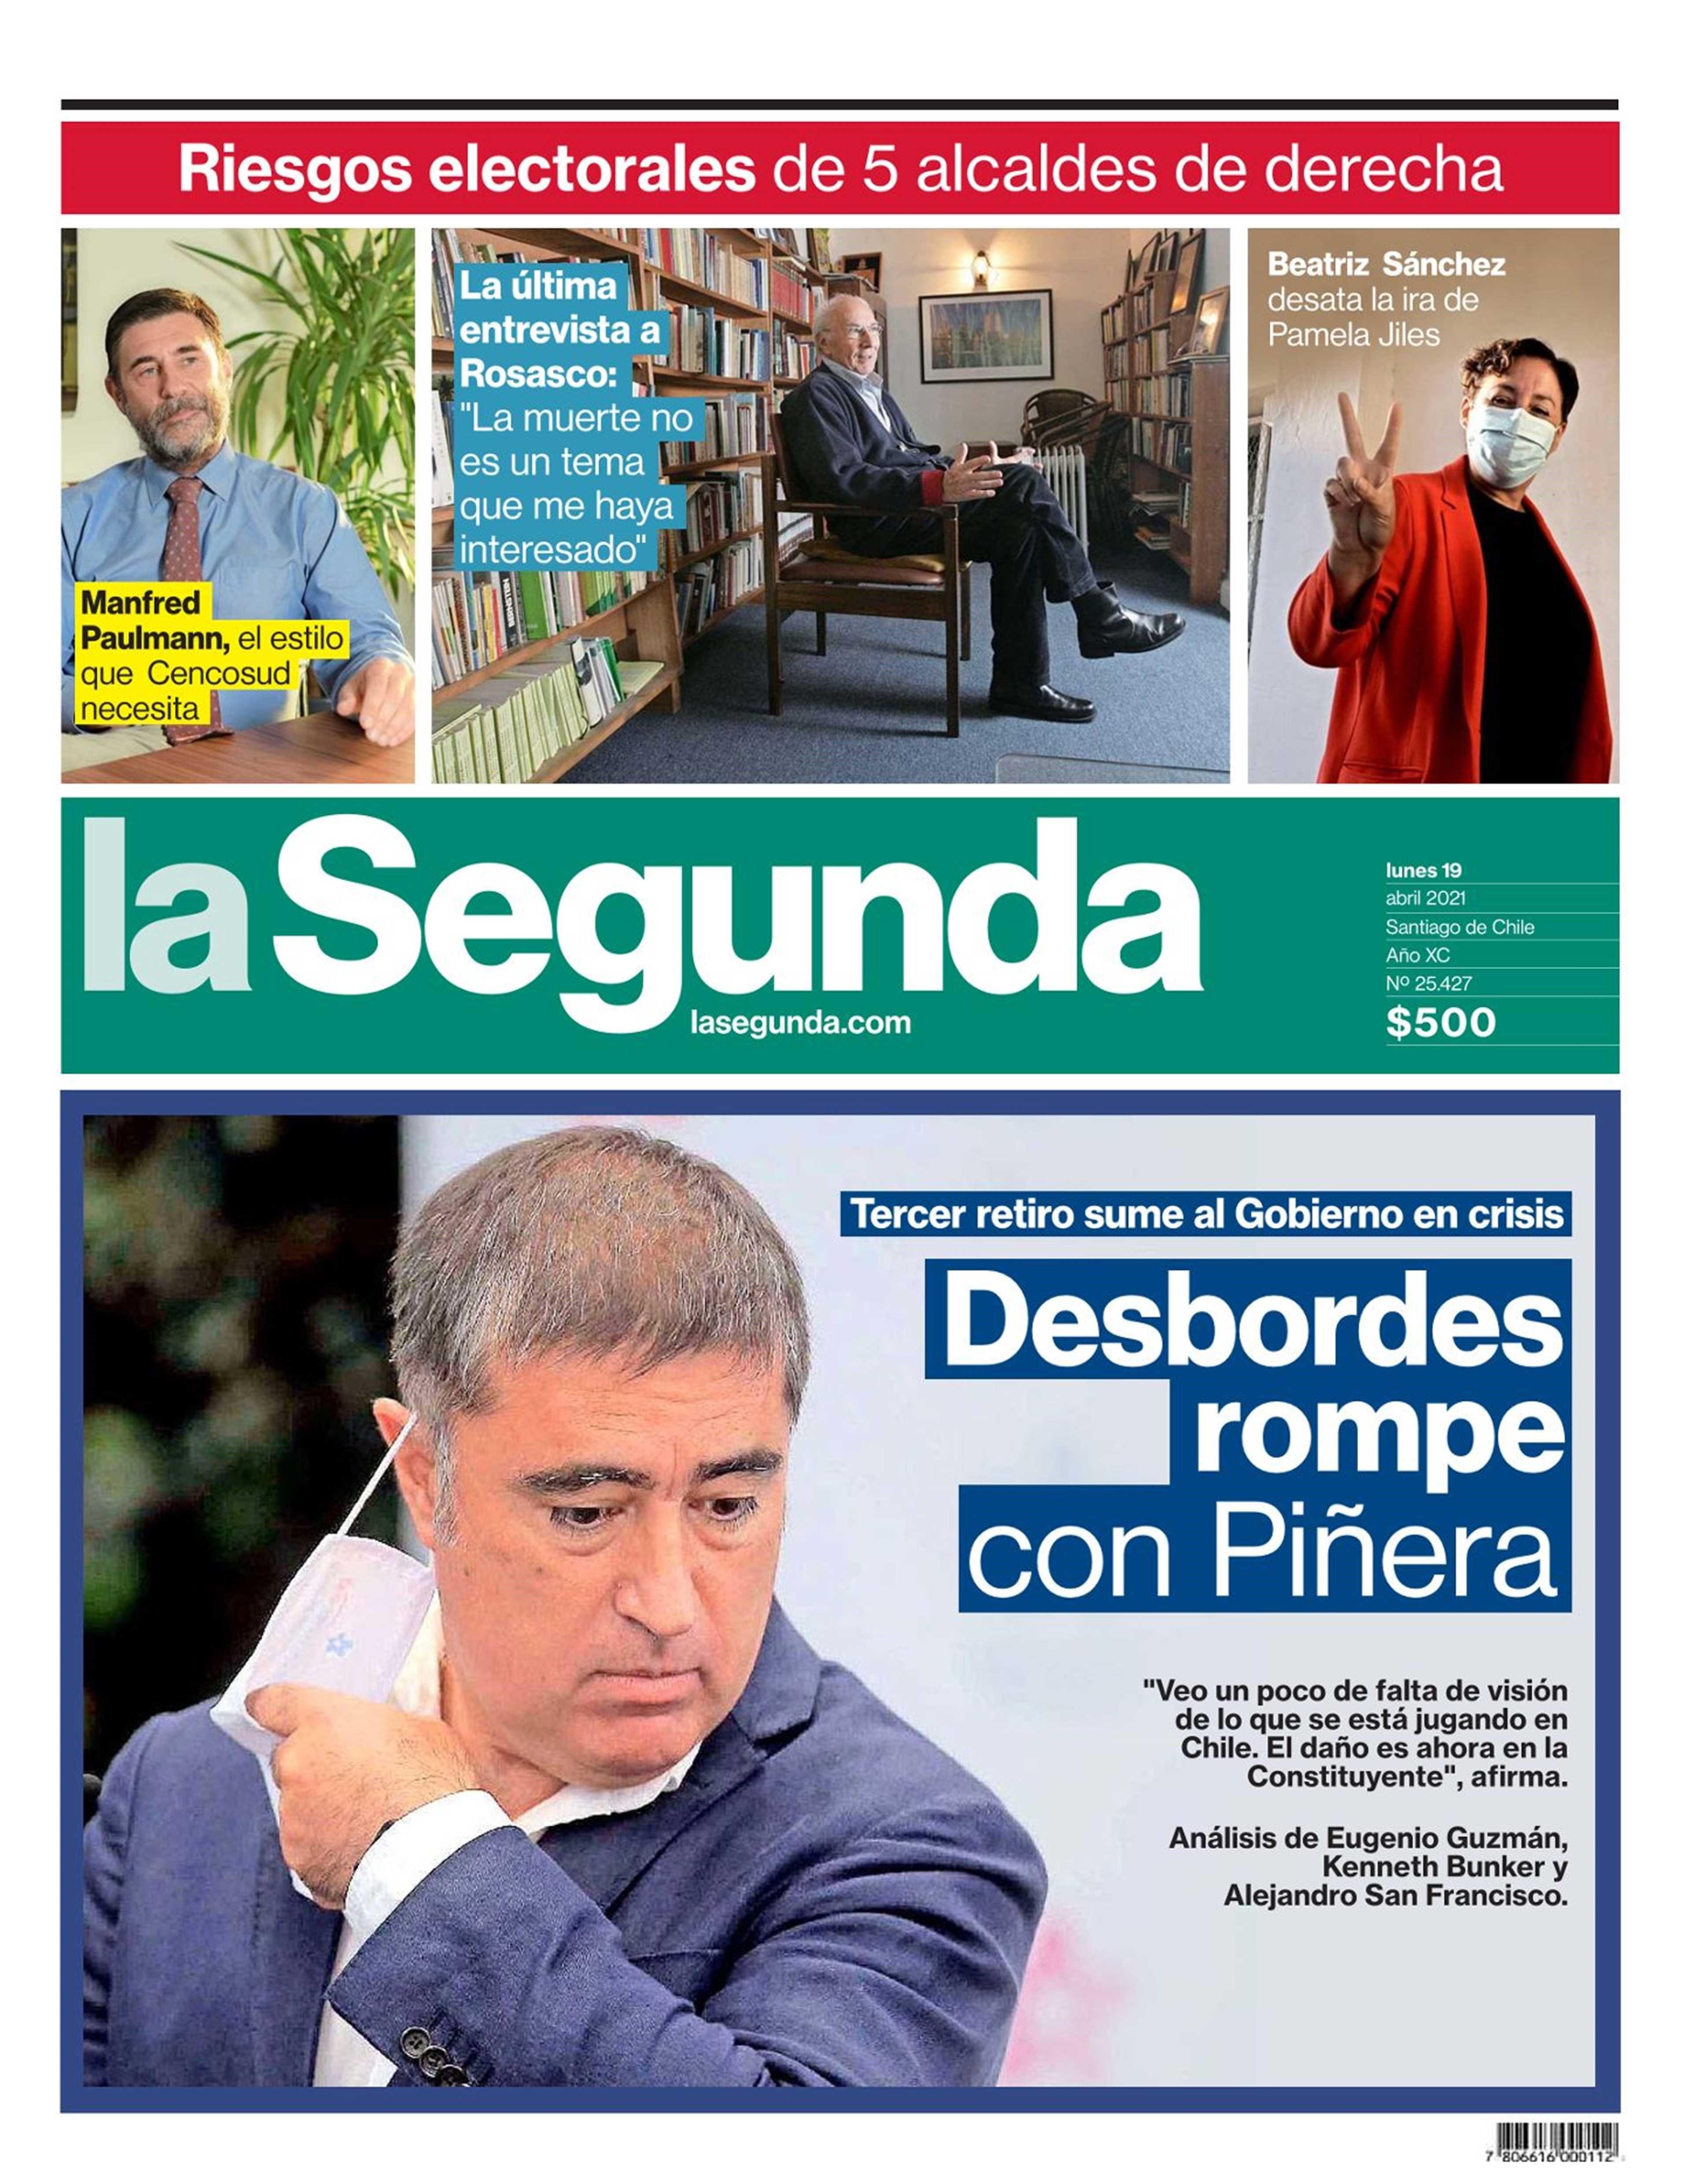 Riesgos electorales de 5 alcaldes de derecha
Manfred
Paulmann, el estilo
que Cencosud
necesita
La última
entrevista a
Rosasco:
"La muerte no
es un tema
que me haya
interesado"
Beatriz Sánchez
desata la ira de
Pamela Jiles
laSegunda
lasegunda.com
lunes 19
abril 2021
Santiago de Chile
Año XC
Nº 25.427
$500
Tercer retiro sume al Gobierno en crisis
Desbordes
rompe
con Piñera
"Veo un poco de falta de visión
de lo que se está jugando en
Chile. El daño es ahora en la
Constituyente", afirma.
Análisis de Eugenio Guzmán,
Kenneth Bunker y
Alejandro San Francisco.
7 806616 000112